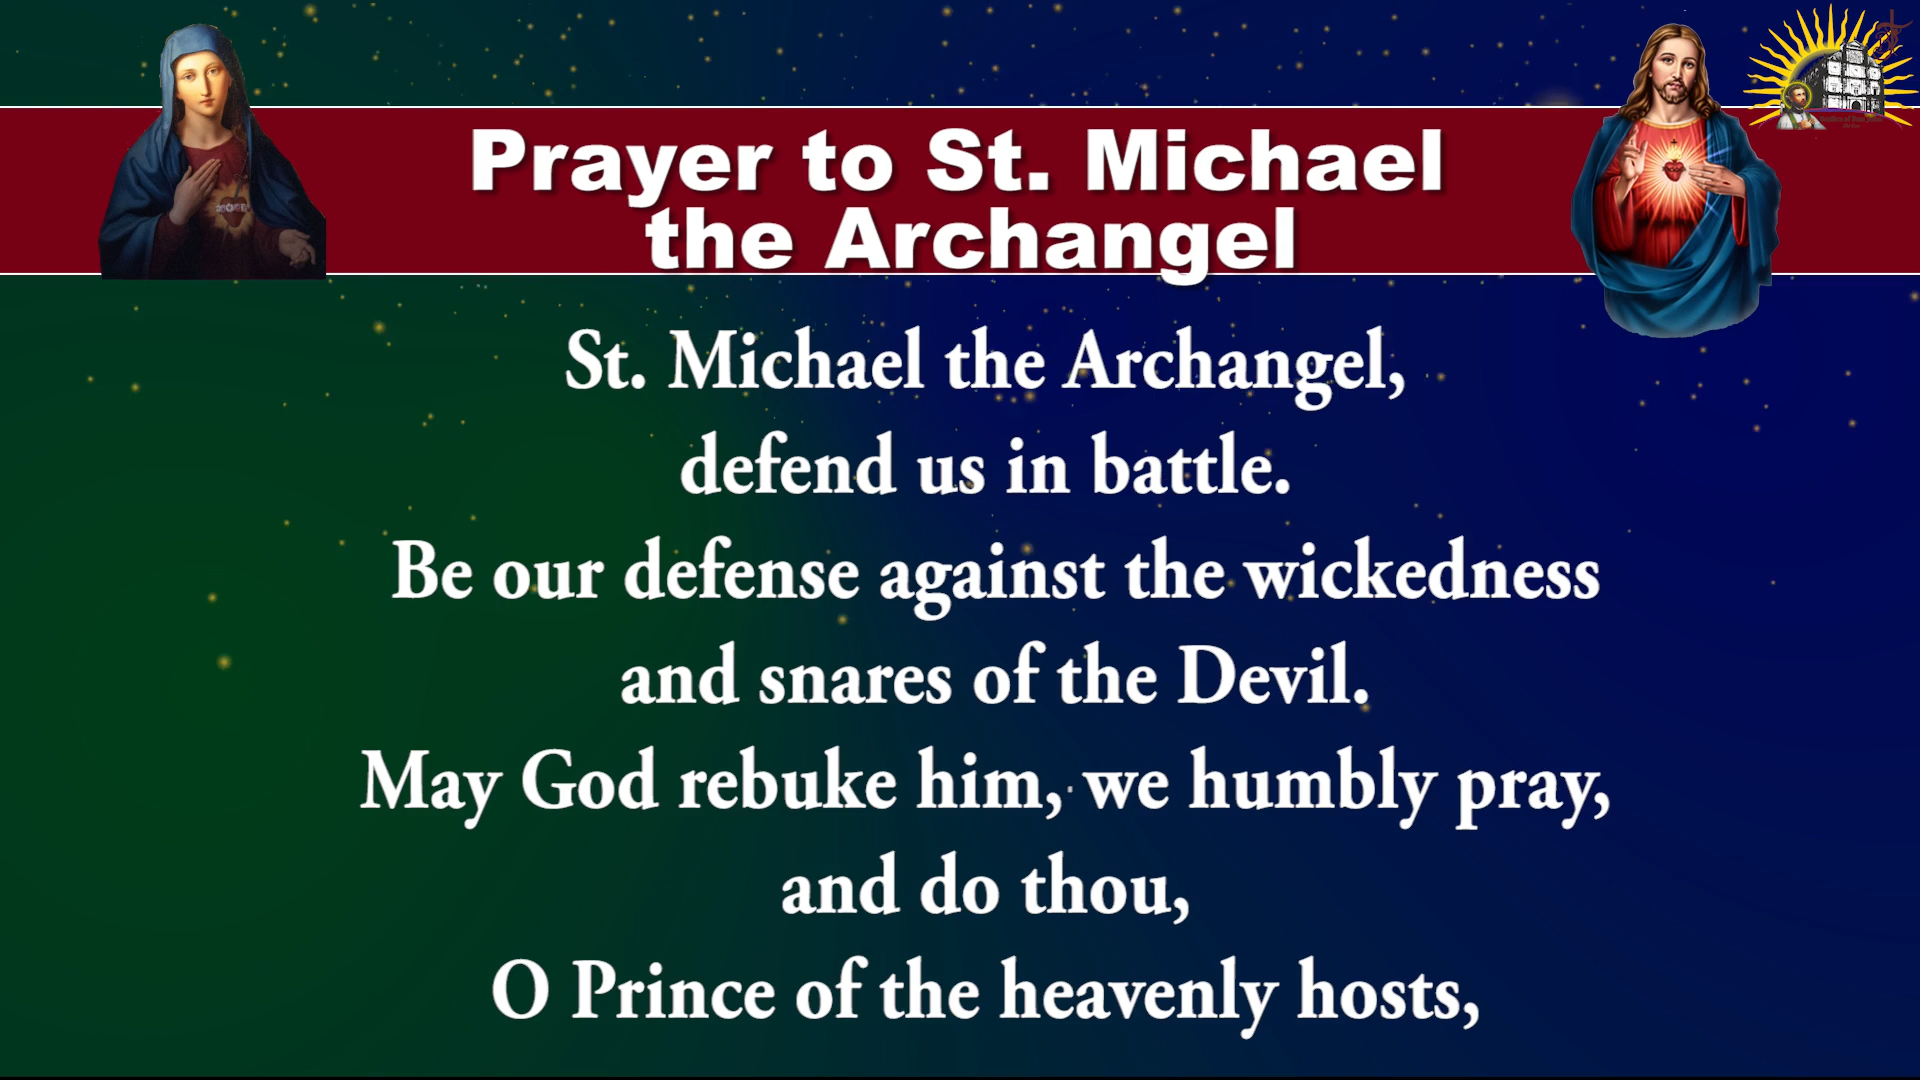 Prayer to St. Michael
the Archangel
St. Michael the Archangel,
defend us in battle.
Be our defense against the wickedness
and snares of the Devil.
May God rebuke him, we humbly pray,
and do thou,
O Prince of the heavenly hosts,